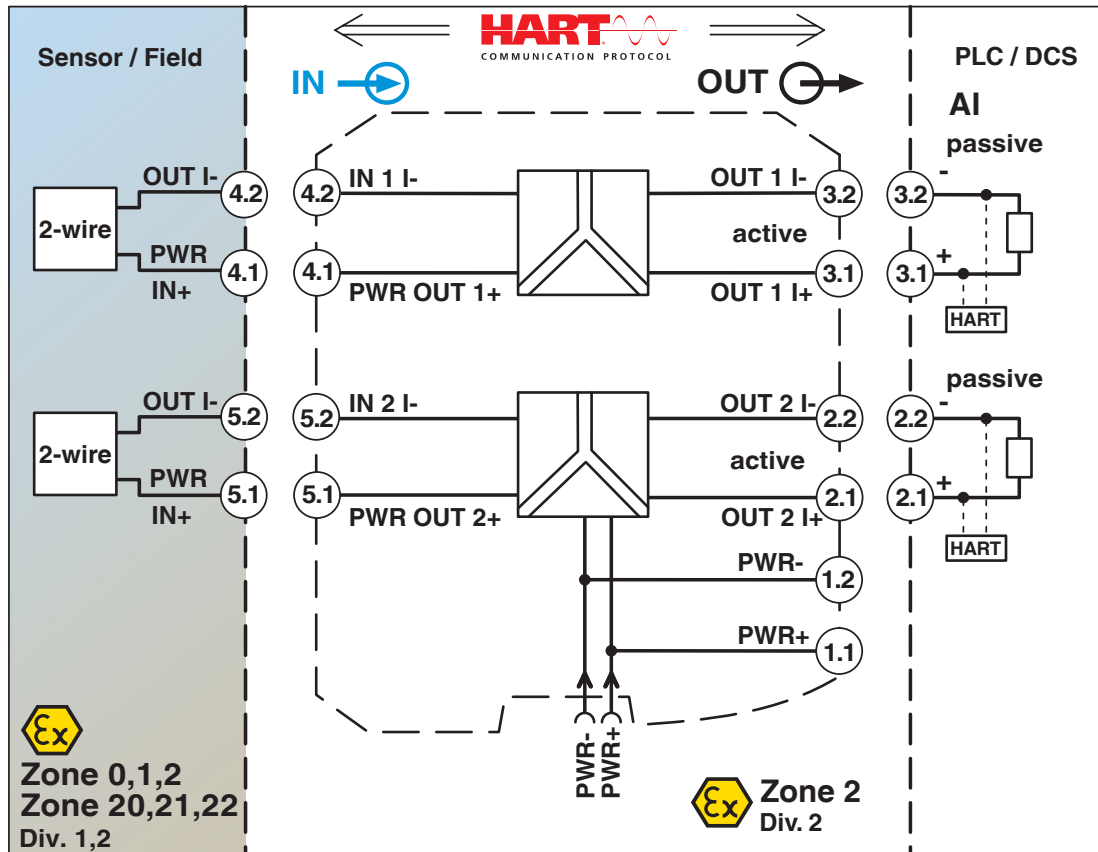 HART
COMMUNICATION PROTOCOL
Sensor / Field
PLC / DCS
IN
OUT
AI
passive
OUT I-
4.2
4.2
IN 1 I-
OUT 1 I-
3.2
3.2
-
2-wire
active
PWR
IN+
4.1
4.1
PWR OUT 1+
OUT 1 I+
3.1
3.1
+
HART
passive
OUT I-
5.2
5.2
IN 2 I-
OUT 2 I-
2.2
2.2
-
2-wire
active
PWR
IN+
5.1
5.1
PWR OUT 2+
OUT 2 I+
2.1
2.1
+
HART
PWR-
1.2
PWR+
1.1
PWR-
PWR+
Ex
Zone 0,1,2
Zone 20,21,22
Div. 1,2
Ex
Zone 2
Div. 2